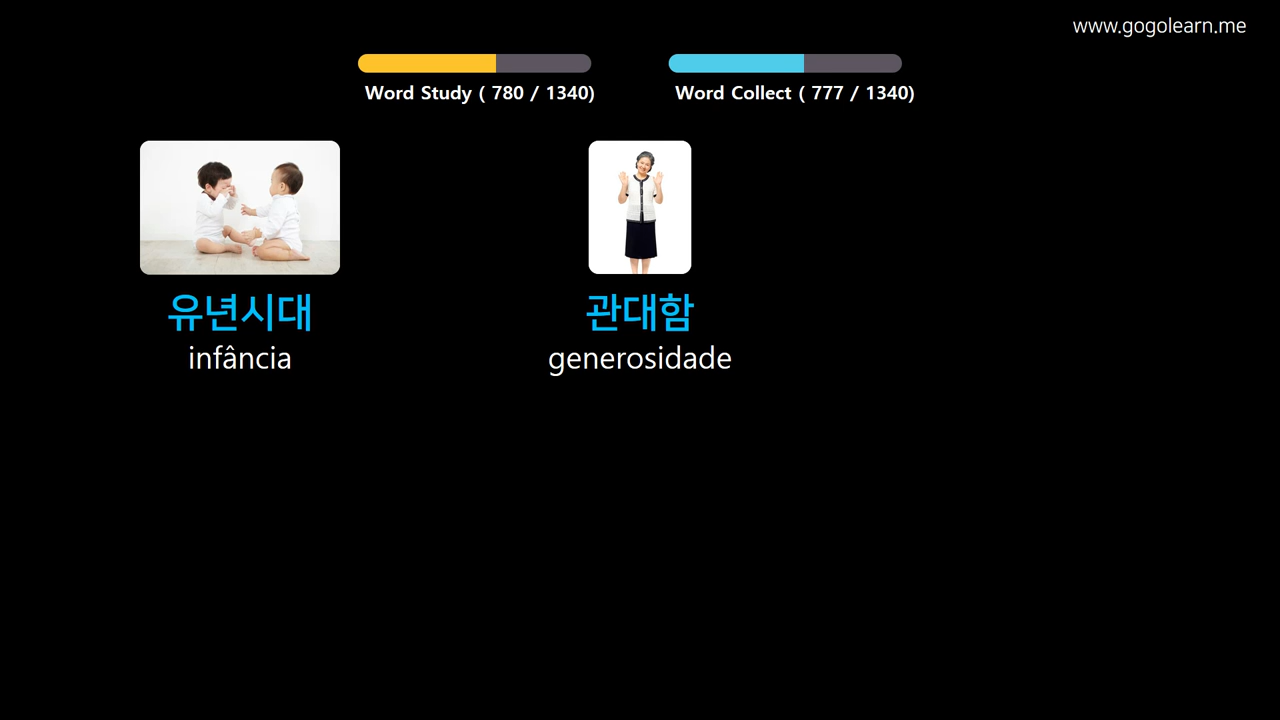 www.gogolearn.me
Word Study ( 780 / 1340)
Word Collect ( 777 / 1340)
유년시대
infância
관대함
generosidade